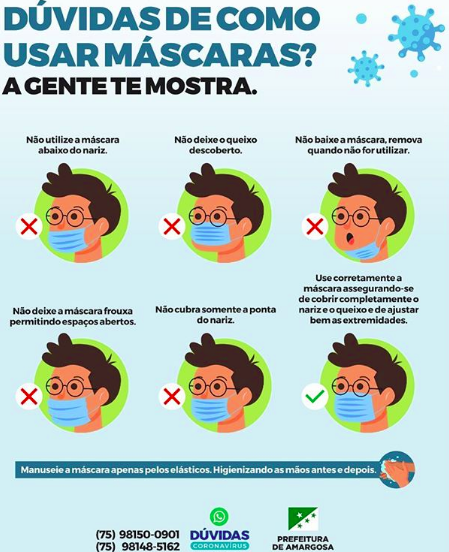 DÚVIDAS DE COMO
USAR MÁSCARAS?
A GENTE TE MOSTRA.
Não utilize a máscara
abaixo do nariz.
Não deixe o queixo
descoberto.
Não baixe a máscara, remova
quando não for utilizar.
Não deixe a máscara frouxa
permitindo espaços abertos.
Não cubra somente a ponta
do nariz.
Use corretamente a
máscara assegurando-se
de cobrir completamente o
nariz e o queixo e de ajustar
bem as extremidades.
Manuseie a máscara apenas pelos elásticos. Higienizando as mãos antes e depois.
(75) 98150-0901
(75) 98148-5162
DÚVIDAS
CORONAVÍRUS
PREFEITURA
DE AMARGOSA